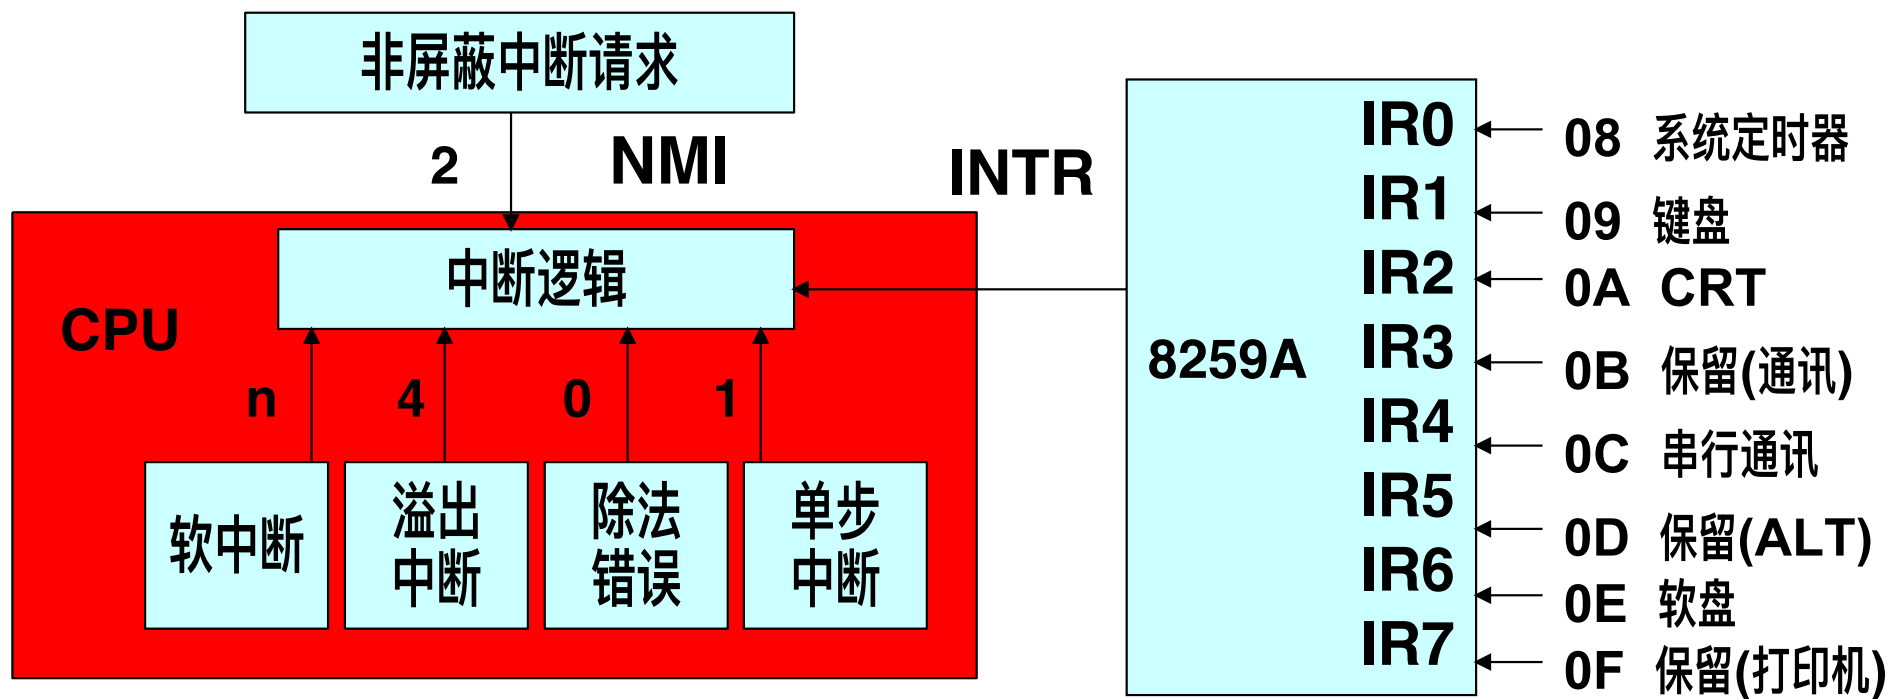 非屏蔽中断请求
2
NMI
INTR
中断逻辑
CPU
n
4
0
1
软中断
溢出
中断
除法
错误
单步
中断
8259A
IR0
IR1
IR2
IR3
IR4
IR5
IR6
IR7
08 系统定时器
09 键盘
0A CRT
0B 保留(通讯)
0C 串行通讯
0D 保留(ALT)
0E 软盘
0F 保留(打印机)